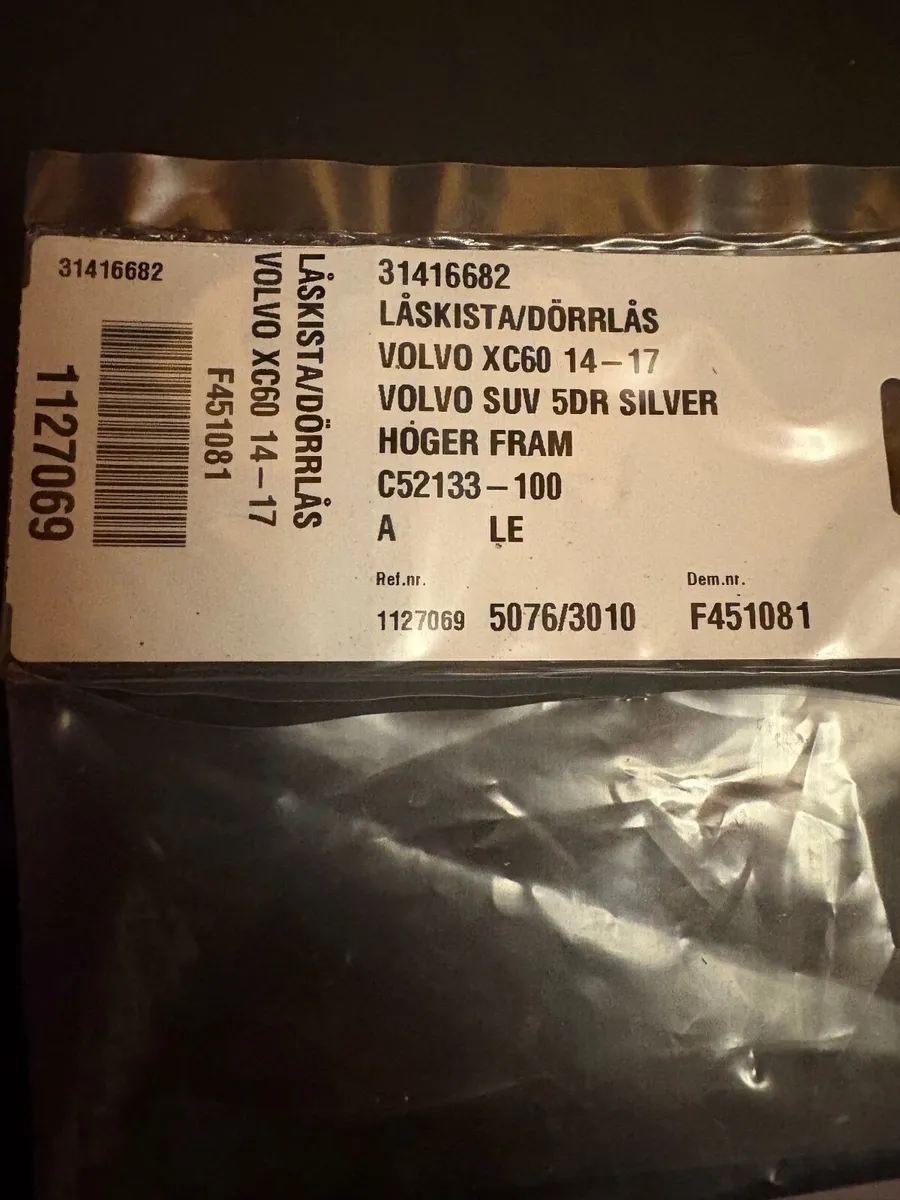 31416682
1127069
F451081
VOLVO XC60 14-17
LÅSKISTA/DÖRRLÅS
31416682
LÅSKISTA/DÖRRLÅS
VOLVO XC60 14-17
VOLVO SUV 5DR SILVER
HÖGER FRAM
C52133-100
A LE
Ref.nr. Dem.nr.
1127069 5076/3010 F451081